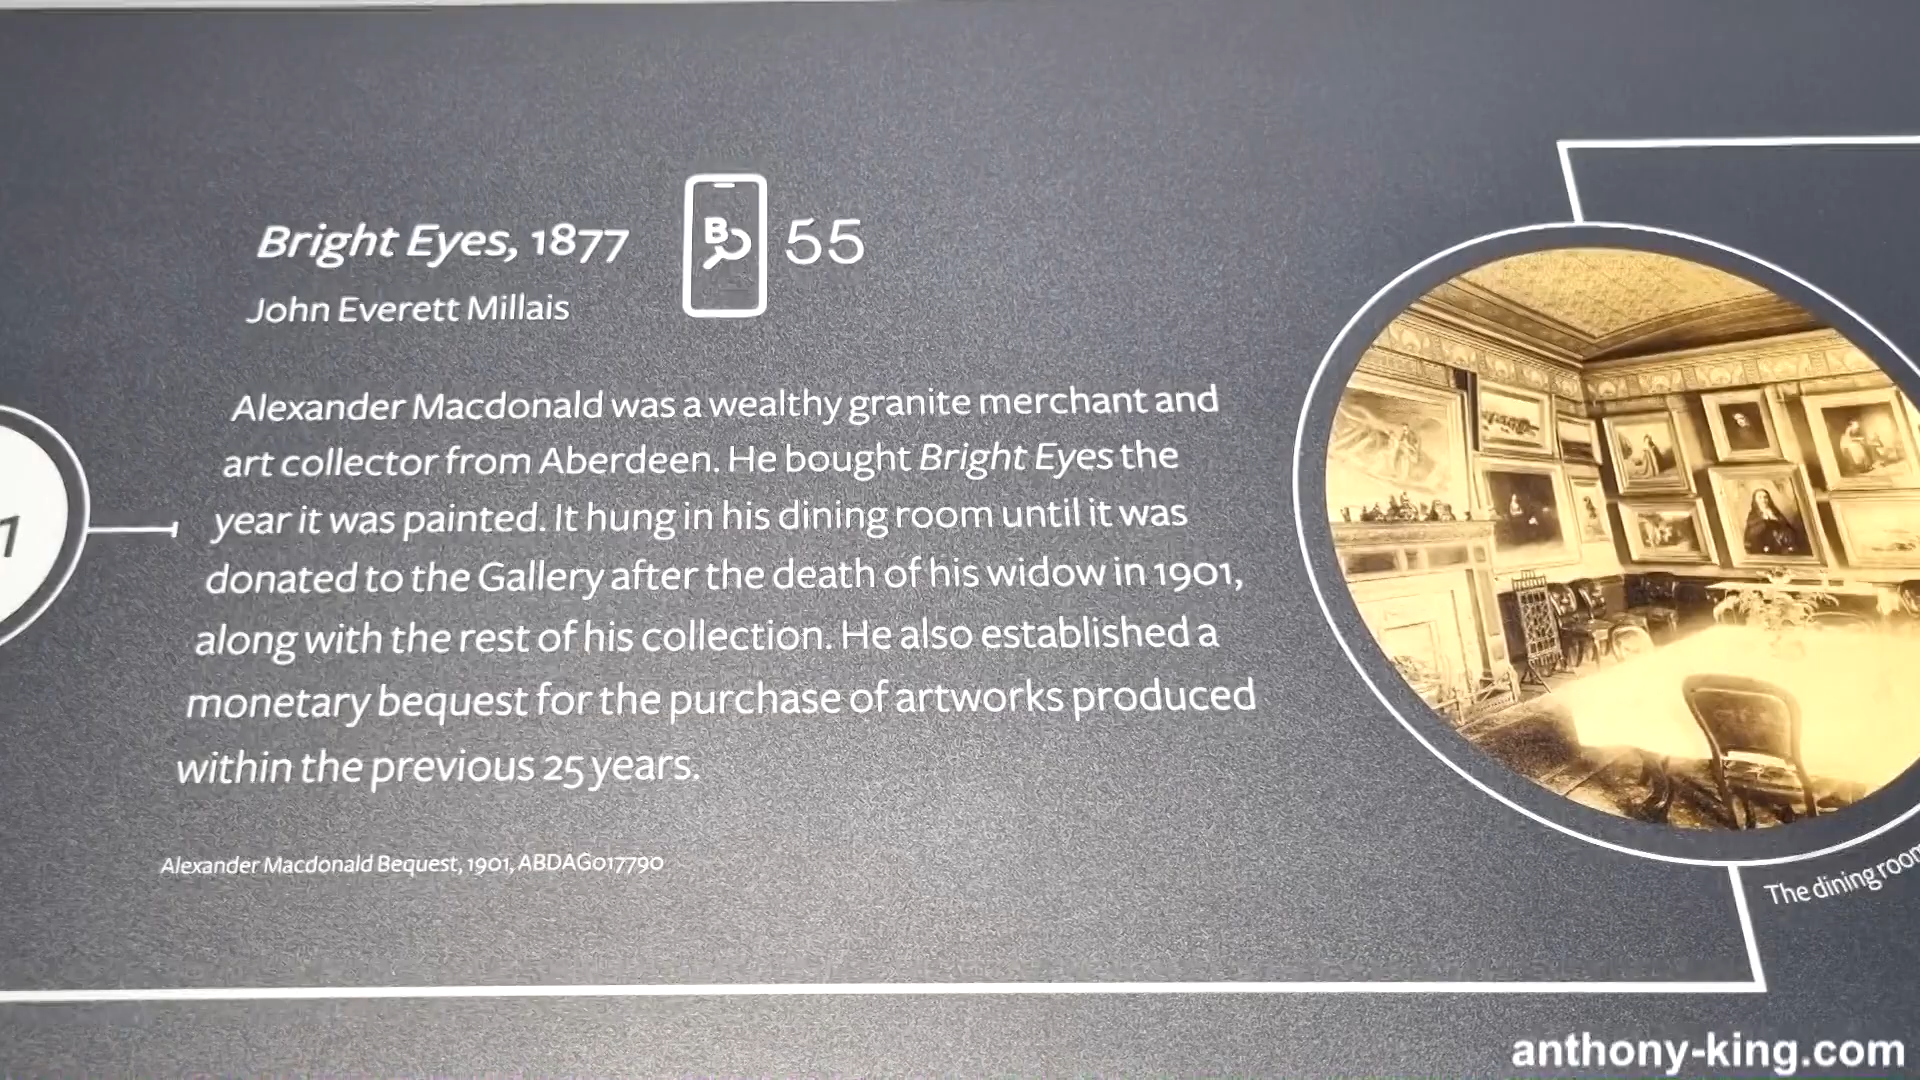 Bright Eyes, 1877
B
55
John Everett Millais
Alexander Macdonald was a wealthy granite merchant and
art collector from Aberdeen. He bought Bright Eyes the
year it was painted. It hung in his dining room until it was
donated to the Gallery after the death of his widow in 1901,
along with the rest of his collection. He also established a
monetary bequest for the purchase of artworks produced
within the previous 25 years.
Alexander Macdonald Bequest, 1901, ABDAG017790
1
The dining room
anthony-king.com